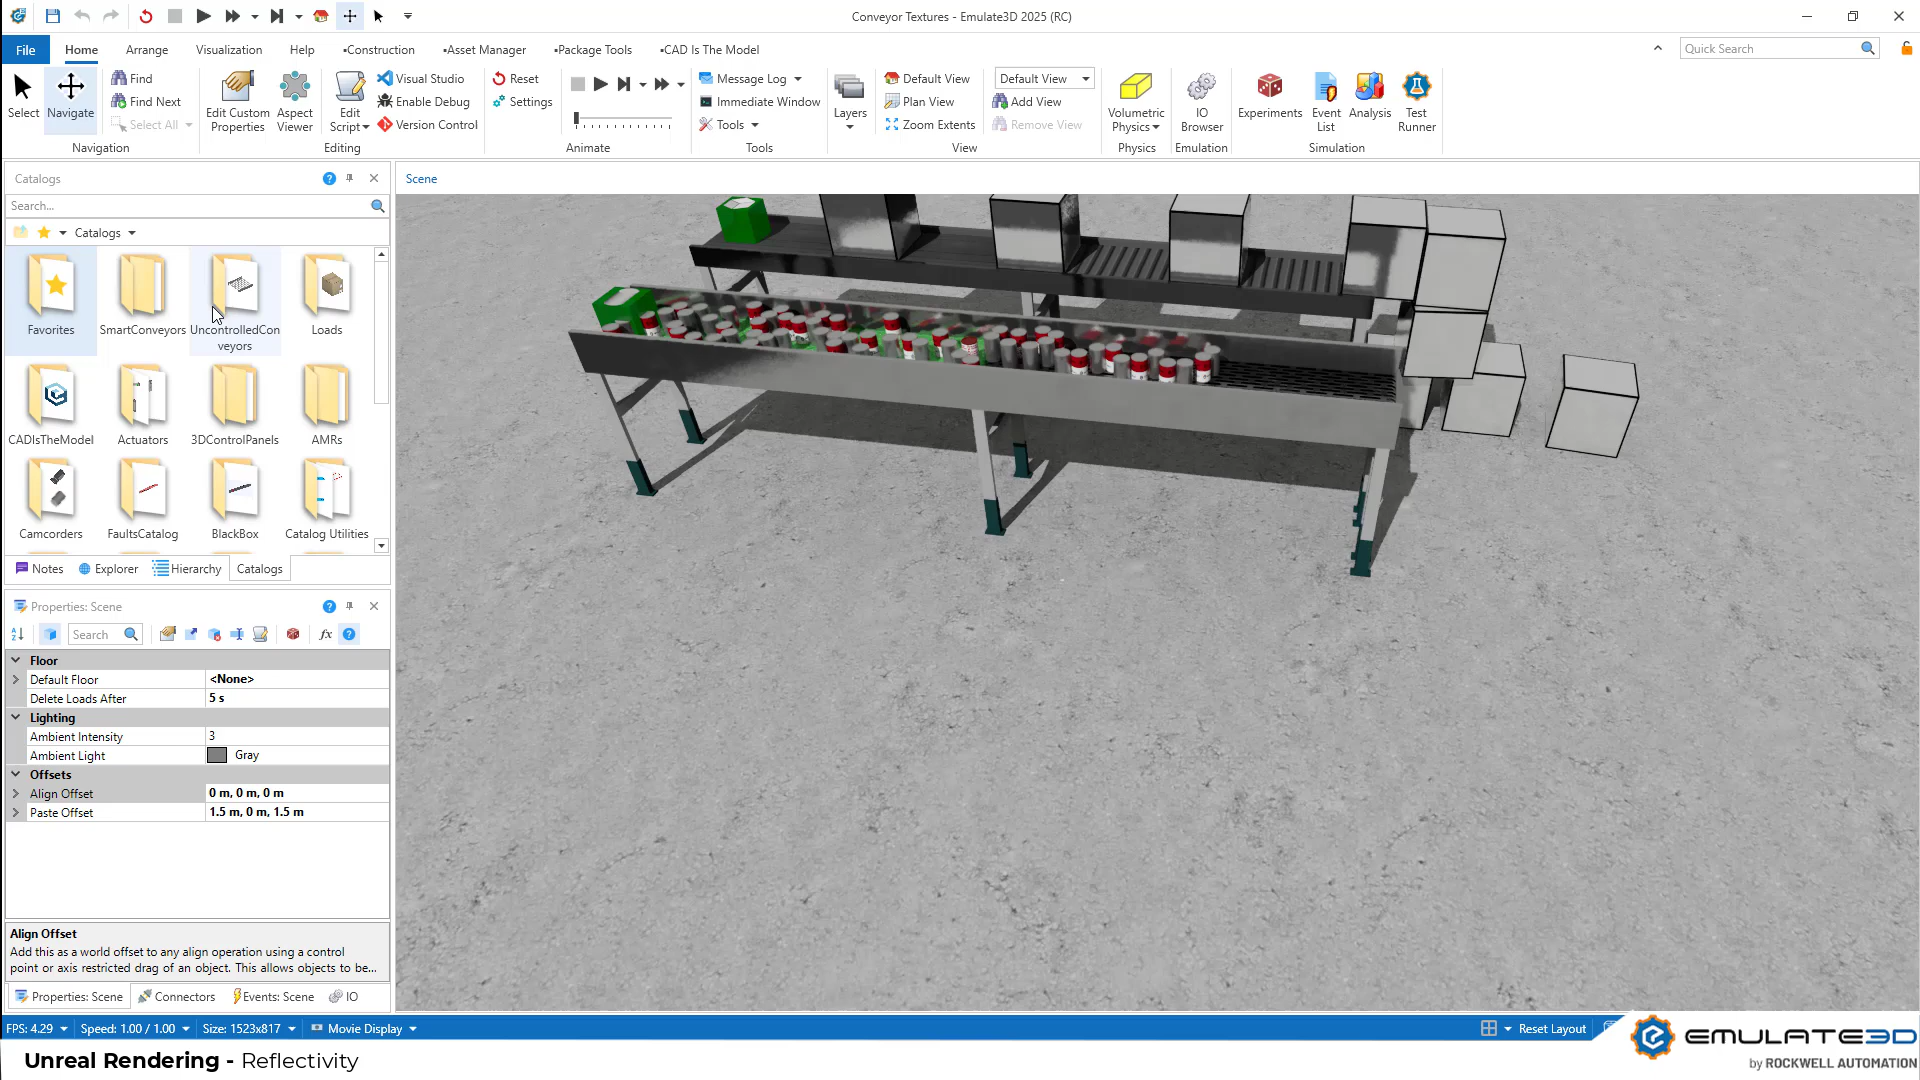 Conveyor Textures - Emulate3D 2025 (RC)
File Home Arrange Visualization Help •Construction •Asset Manager •Package Tools •CAD Is The Model
Quick Search
Select
Navigate
Find
Find Next
Select All
Navigation
Edit Custom Properties
Aspect Viewer
Edit Script
Visual Studio
Enable Debug
Version Control
Editing
Reset
Settings
Animate
Message Log
Immediate Window
Tools
Tools
Layers
Default View
Plan View
Zoom Extents
Default View
Add View
Remove View
View
Volumetric Physics
Physics
IO Browser
Emulation
Experiments
Event List
Analysis
Test Runner
Simulation
Catalogs
Search...
Catalogs
Favorites
SmartConveyors
UncontrolledCon
veyors
Loads
CADIsTheModel
Actuators
3DControlPanels
AMRs
Camcorders
FaultsCatalog
BlackBox
Catalog Utilities
Notes Explorer Hierarchy Catalogs
Scene
Properties: Scene
Search
fx
Floor
Default Floor <None>
Delete Loads After 5 s
Lighting
Ambient Intensity 3
Ambient Light Gray
Offsets
Align Offset 0 m, 0 m, 0 m
Paste Offset 1.5 m, 0 m, 1.5 m
Align Offset
Add this as a world offset to any align operation using a control
point or axis restricted drag of an object. This allows objects to be...
Properties: Scene Connectors Events: Scene IO
FPS: 4.29 Speed: 1.00 / 1.00 Size: 1523x817 Movie Display
Reset Layout
Unreal Rendering - Reflectivity
EMULATE3D
by ROCKWELL AUTOMATION